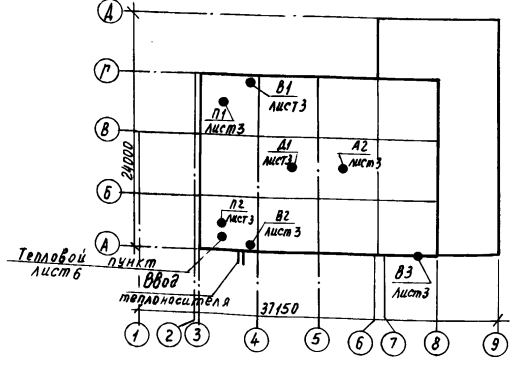 Д
Г
В1
лист3
П1
лист3
В
Д1
лист3
А2
лист3
24000
Б
П2
лист3
В2
лист3
А
Тепловой пункт
лист6
Ввод
теплоносителя
В3
лист3
37150
1
2
3
4
5
6
7
8
9